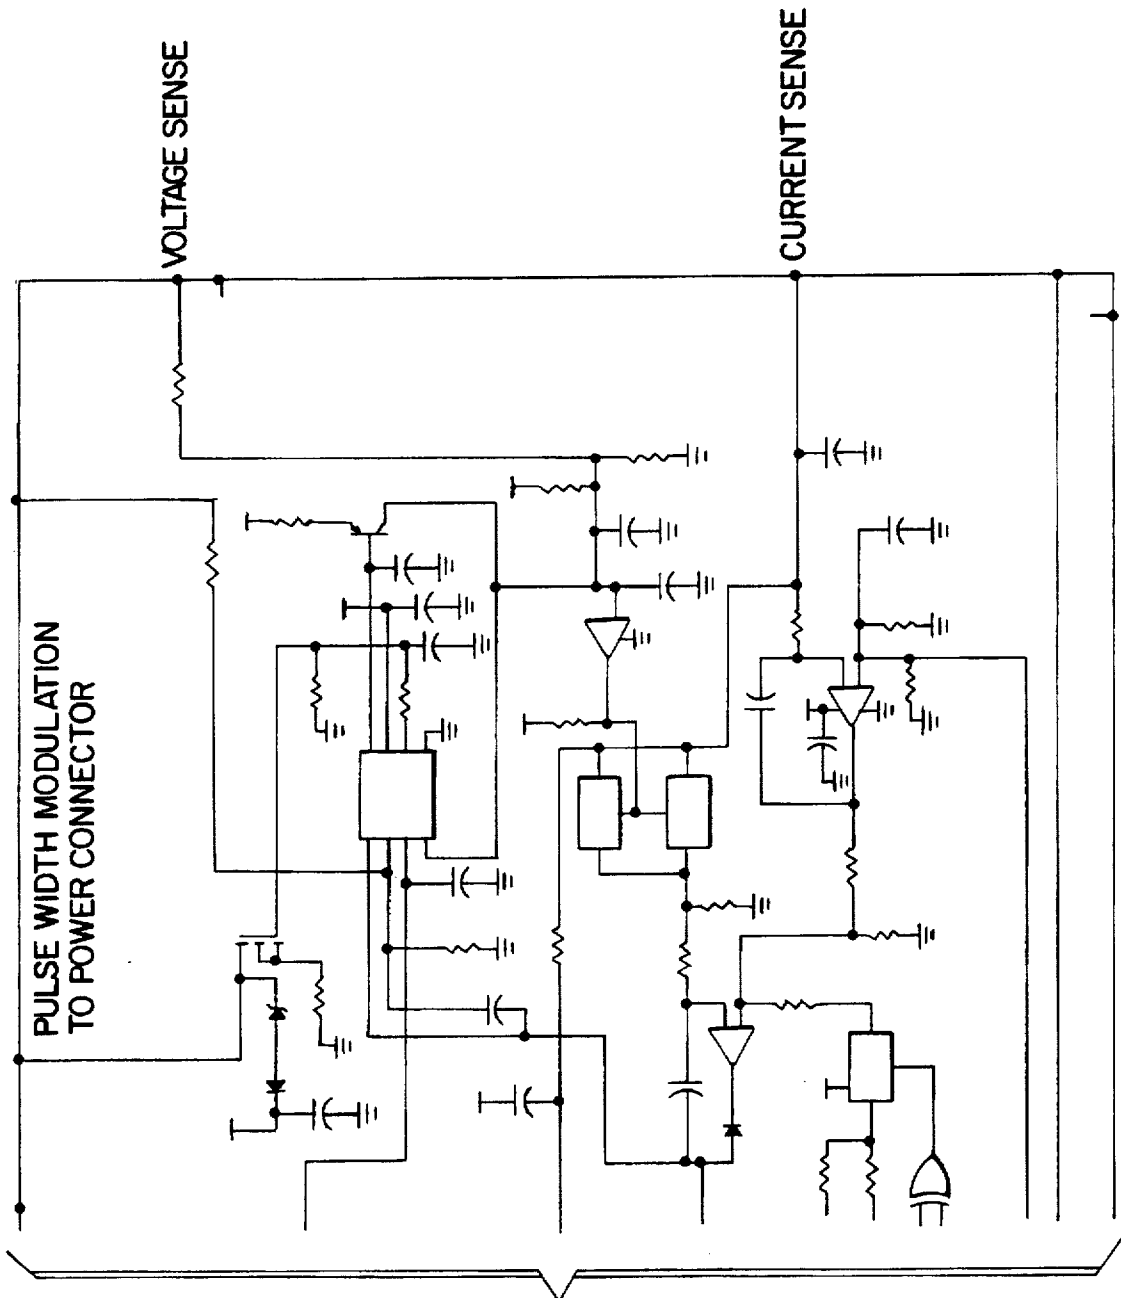 VOLTAGE SENSE
CURRENT SENSE
PULSE WIDTH MODULATION
TO POWER CONNECTOR